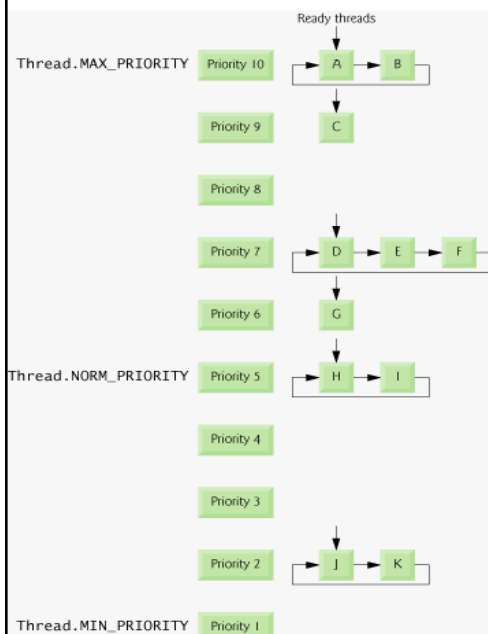 Ready threads
Thread.MAX_PRIORITY Priority 10 A B
Priority 9 C
Priority 8
Priority 7 D E F
Priority 6 G
Thread.NORM_PRIORITY Priority 5 H I
Priority 4
Priority 3
Priority 2 J K
Thread.MIN_PRIORITY Priority 1